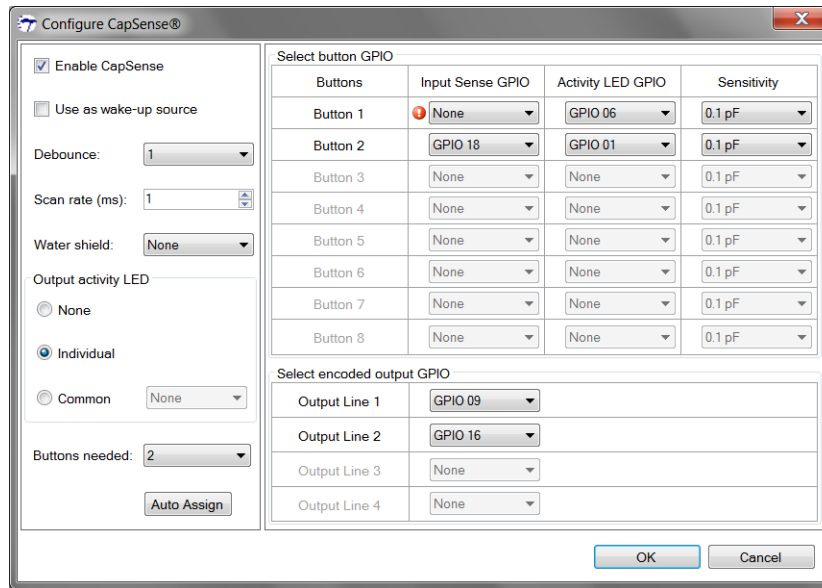 Configure CapSense®
Enable CapSense
Use as wake-up source
Debounce: 1
Scan rate (ms): 1
Water shield: None
Output activity LED
None
Individual
Common None
Buttons needed: 2
Auto Assign
Select button GPIO
Buttons Input Sense GPIO Activity LED GPIO Sensitivity
Button 1 None GPIO 06 0.1 pF
Button 2 GPIO 18 GPIO 01 0.1 pF
Button 3 None None 0.1 pF
Button 4 None None 0.1 pF
Button 5 None None 0.1 pF
Button 6 None None 0.1 pF
Button 7 None None 0.1 pF
Button 8 None None 0.1 pF
Select encoded output GPIO
Output Line 1 GPIO 09
Output Line 2 GPIO 16
Output Line 3 None
Output Line 4 None
OK Cancel